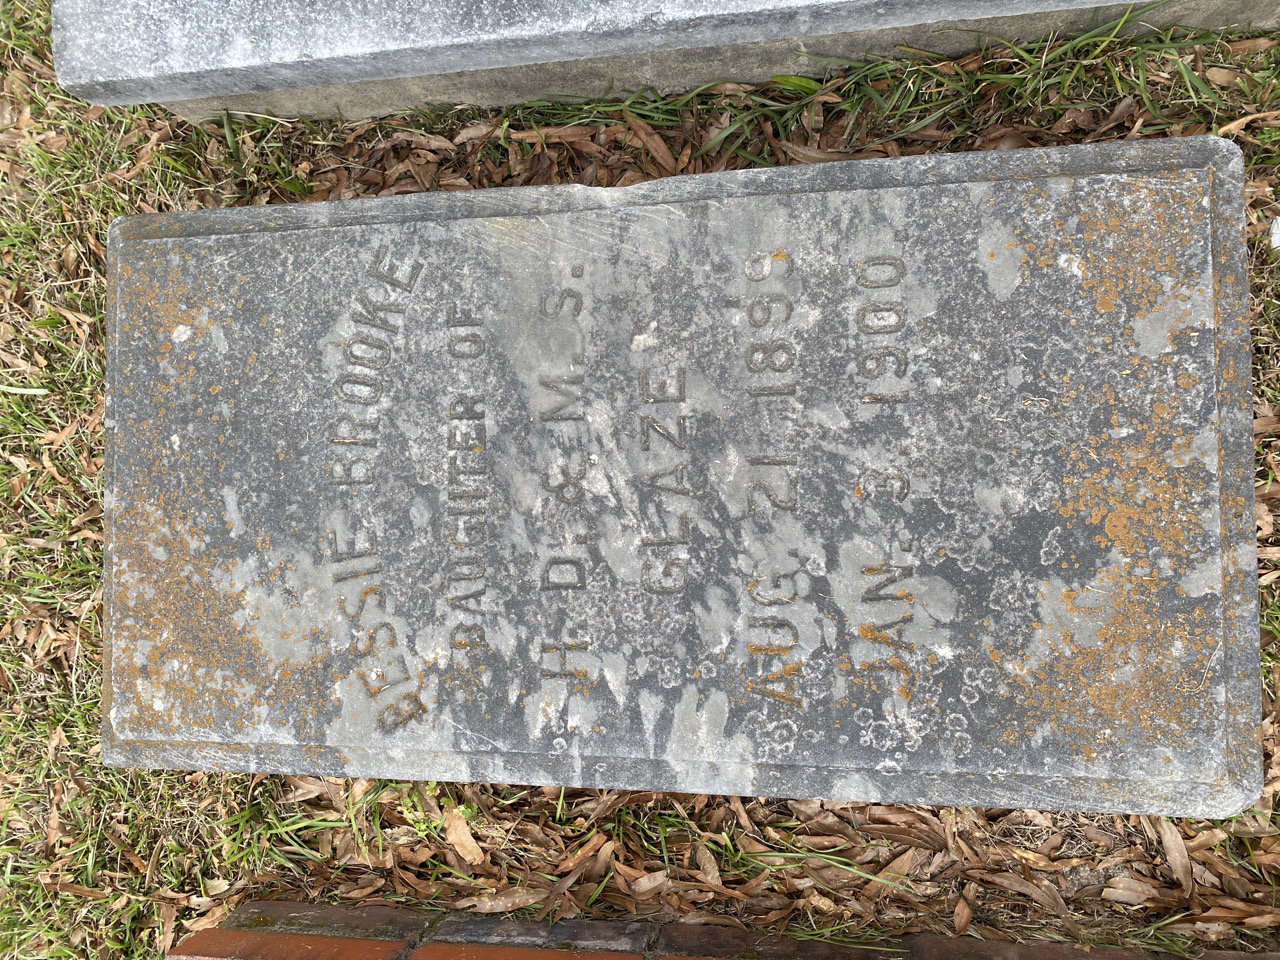 BESSIE BROOKE
DAUGHTER OF
H. D. & M. S.
GLAZE
AUG. 21. 1899
JAN. 3. 1900.